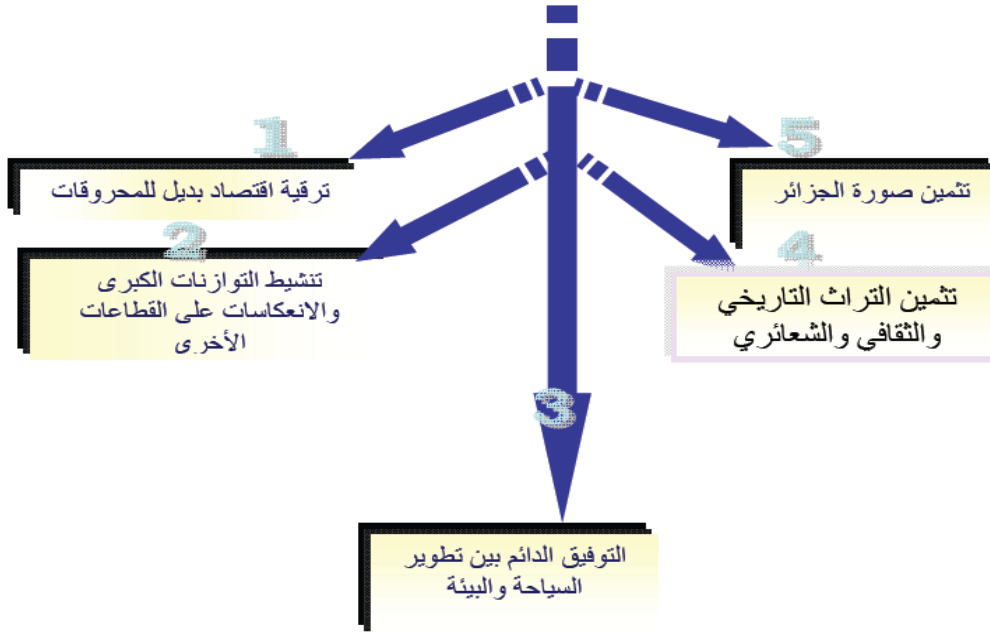 1
ترقية اقتصاد بديل للمحروقات
2
تنشيط التوازنات الكبرى
والانعكاسات على القطاعات
الأخرى
3
التوفيق الدائم بين تطوير
السياحة والبيئة
4
تثمين التراث التاريخي
والثقافي والشعائري
5
تثمين صورة الجزائر